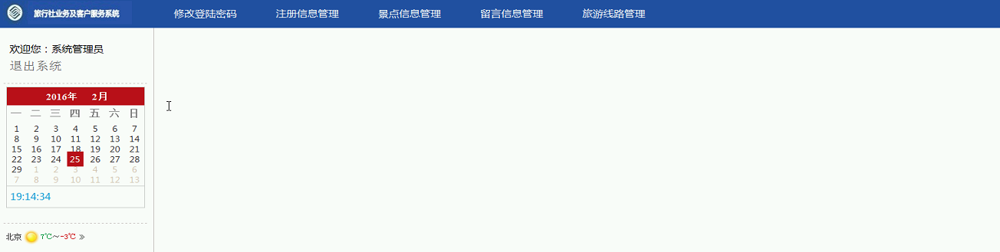 旅行社业务及客户服务系统 修改登陆密码 注册信息管理 景点信息管理 留言信息管理 旅游线路管理
欢迎您：系统管理员
退出系统
2016年 2月
一 二 三 四 五 六 日
1 2 3 4 5 6 7
8 9 10 11 12 13 14
15 16 17 18 19 20 21
22 23 24 25 26 27 28
29 1 2 3 4 5 6
7 8 9 10 11 12 13
19:14:34
北京 7℃～-3℃ »